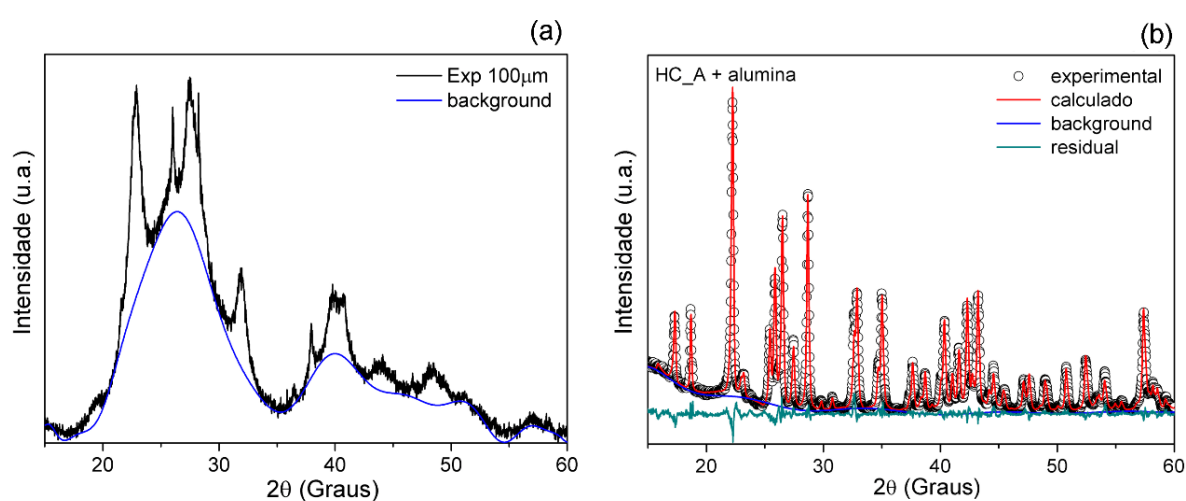 (a)
Exp 100μm
background
Intensidade (u.a.)
20 30 40 50 60
2θ (Graus)
(b)
HC_A + alumina
experimental
calculado
background
residual
Intensidade (u.a.)
20 30 40 50 60
2θ (Graus)